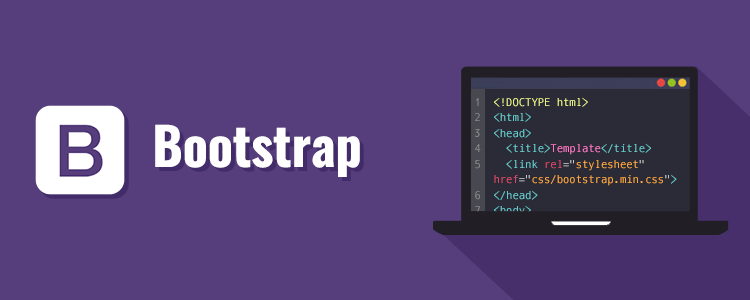 B
Bootstrap
1 <!DOCTYPE html>
2 <html>
3 <head>
4 <title>Template</title>
5 <link rel="stylesheet"
href="css/bootstrap.min.css">
6 </head>
7 <body>